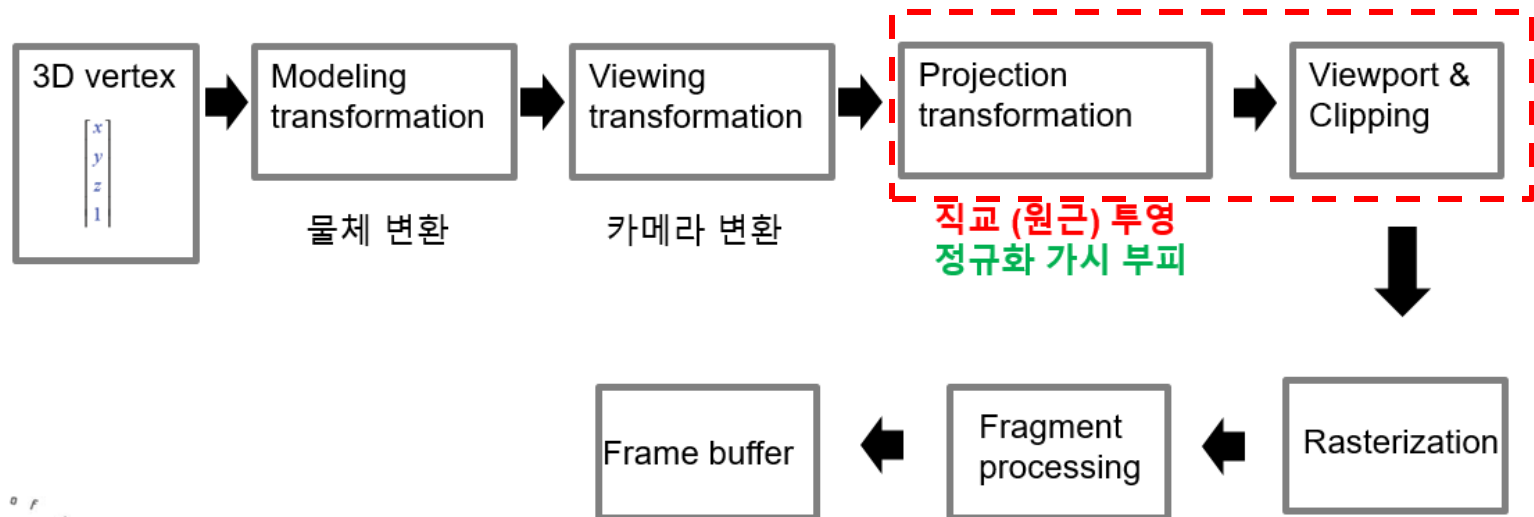 3D vertex
x
y
z
1
Modeling
transformation
Viewing
transformation
Projection
transformation
Viewport &
Clipping
물체 변환
카메라 변환
직교 (원근) 투영
정규화 가시 부피
Rasterization
Fragment
processing
Frame buffer
o f